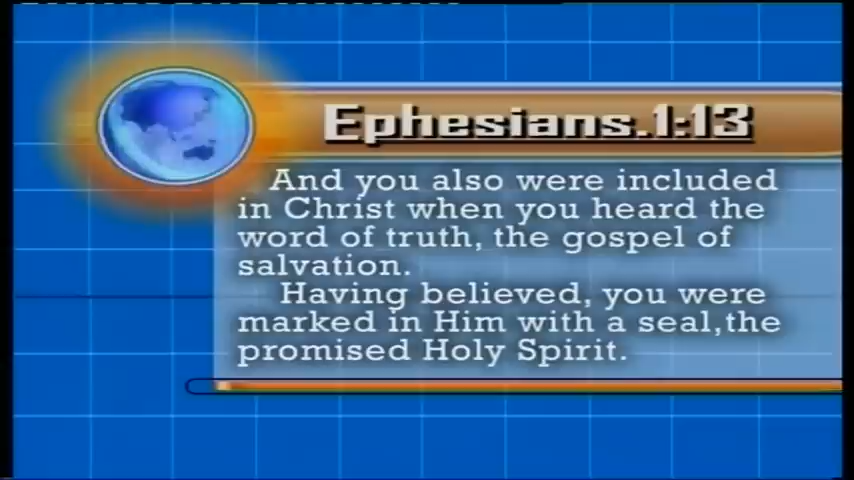 Ephesians.1:13
And you also were included
in Christ when you heard the
word of truth, the gospel of
salvation.
Having believed, you were
marked in Him with a seal,the
promised Holy Spirit.